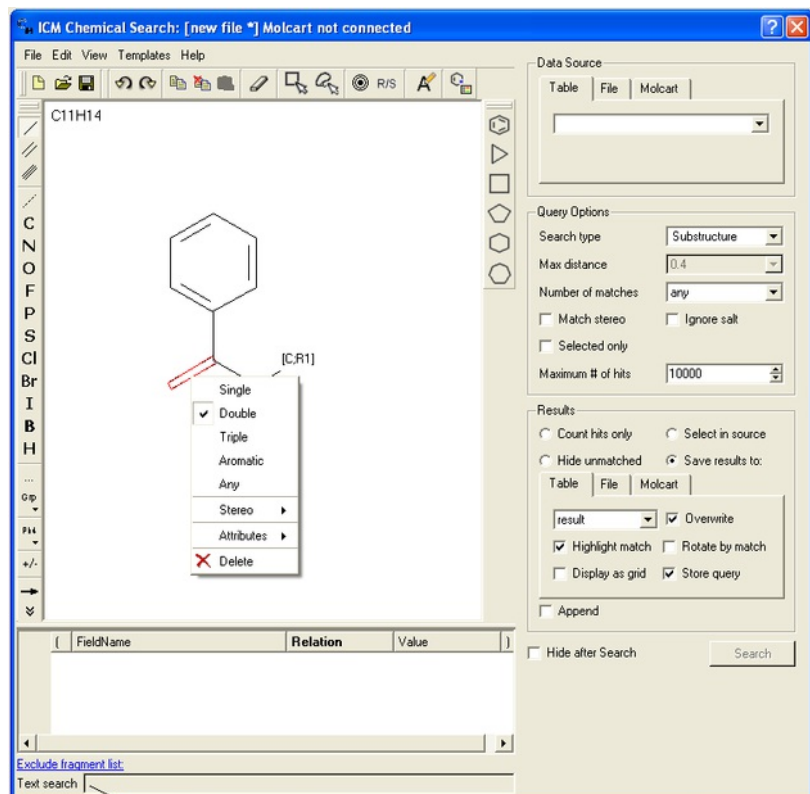 ICM Chemical Search: [new file *] Molcart not connected
File Edit View Templates Help
R/S A
C11H14
C
N
O
F
P
S
Cl
Br
I
B
H
...
Grp
+/-
[C;R1]
Single
Double
Triple
Aromatic
Any
Stereo
Attributes
Delete
( FieldName Relation Value )
Exclude fragment list:
Text search
Data Source
Table File Molcart
Query Options
Search type Substructure
Max distance 0.4
Number of matches any
Match stereo Ignore salt
Selected only
Maximum # of hits 10000
Results
Count hits only Select in source
Hide unmatched Save results to:
Table File Molcart
result Overwrite
Highlight match Rotate by match
Display as grid Store query
Append
Hide after Search Search